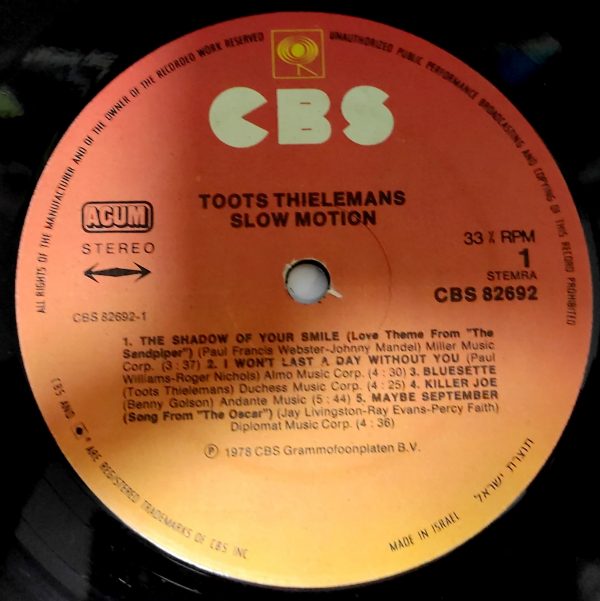 ALL RIGHTS OF THE MANUFACTURER AND OF THE OWNER OF THE RECORDED WORK RESERVED
UNAUTHORIZED PUBLIC PERFORMANCE BROADCASTING AND COPYING OF THIS RECORD PROHIBITED
CBS
TOOTS THIELEMANS
SLOW MOTION
ACUM
STEREO
33⅓ RPM
1
STEMRA
CBS 82692
CBS 82692-1
1. THE SHADOW OF YOUR SMILE (Love Theme From "The
Sandpiper") (Paul Francis Webster-Johnny Mandel) Miller Music
Corp. (3:37) 2. I WON'T LAST A DAY WITHOUT YOU (Paul
Williams-Roger Nichols) Almo Music Corp. (4:30) 3. BLUESETTE
(Toots Thielemans) Duchess Music Corp. (4:25) 4. KILLER JOE
(Benny Golson) Andante Music (5:44) 5. MAYBE SEPTEMBER
(Song From "The Oscar") (Jay Livingston-Ray Evans-Percy Faith)
Diplomat Music Corp. (4:36)
℗ 1978 CBS Grammofoonplaten B.V.
"CBS" AND "" ARE REGISTERED TRADEMARKS OF CBS INC
MADE IN ISRAEL
תוצרת ישראל